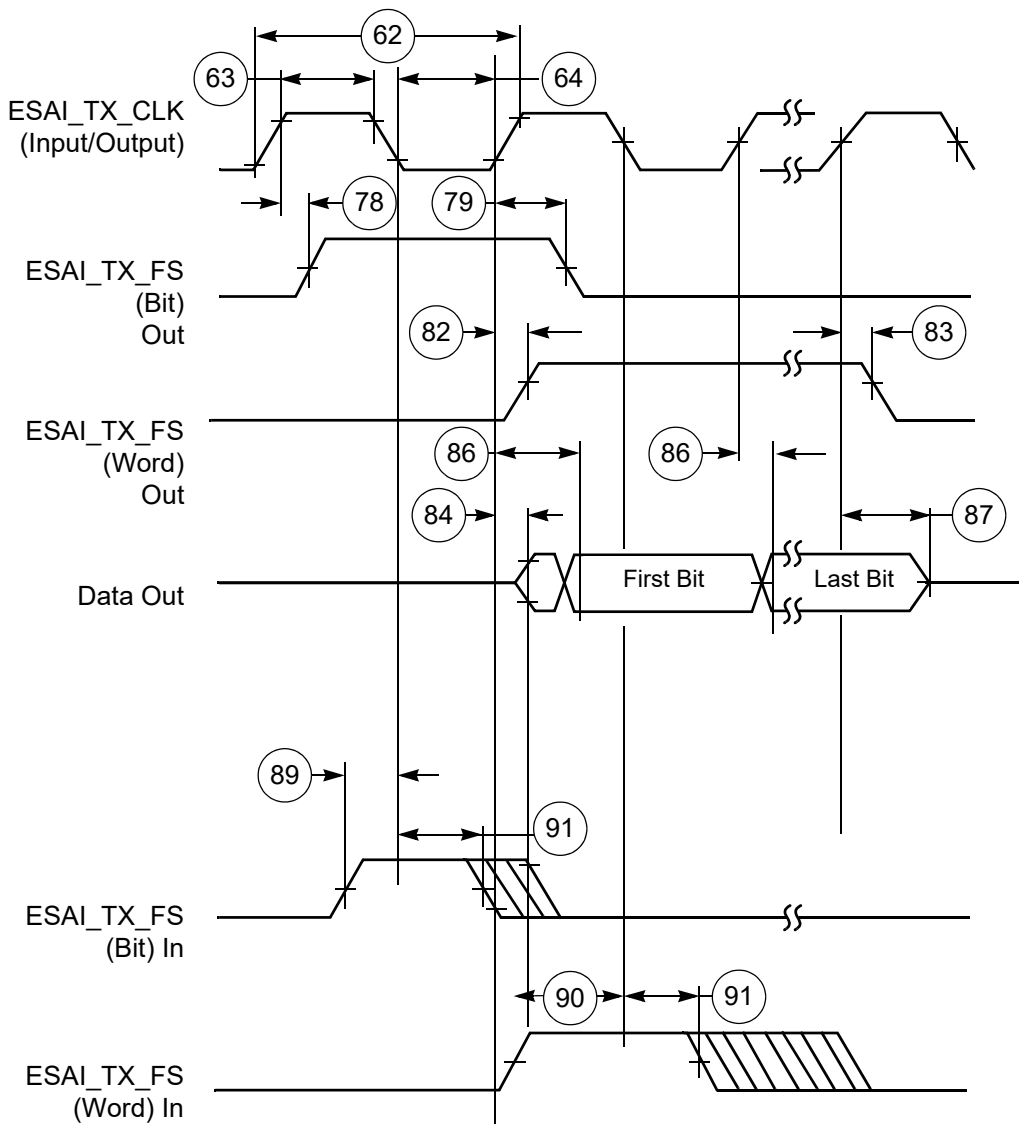 62
63
64
ESAI_TX_CLK
(Input/Output)
78
79
ESAI_TX_FS
(Bit)
Out
82
83
ESAI_TX_FS
(Word)
Out
86
86
84
87
Data Out
First Bit
Last Bit
89
91
ESAI_TX_FS
(Bit) In
90
91
ESAI_TX_FS
(Word) In